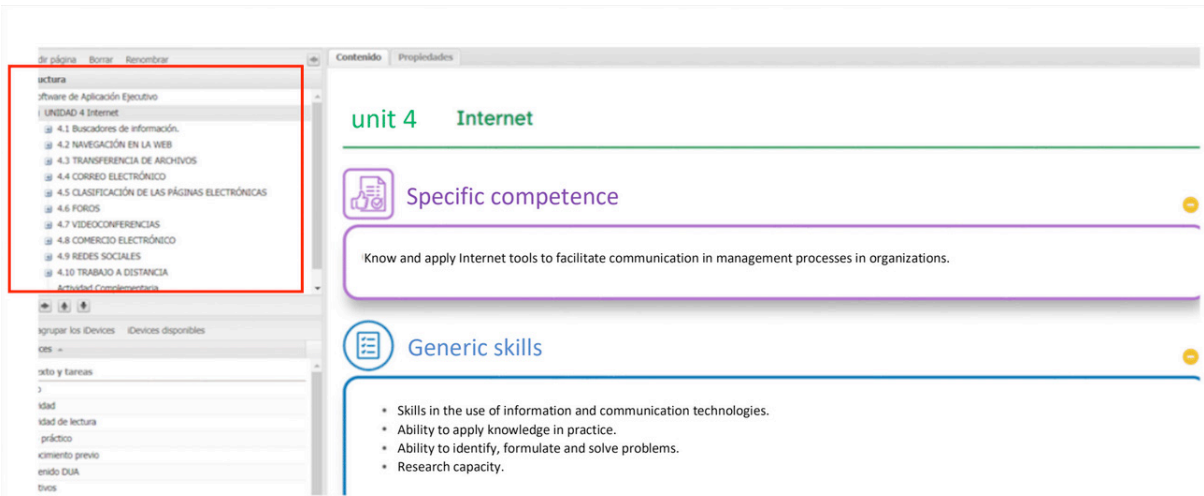 dir página Borrar Renombrar
Contenido Propiedades
uctura
oftware de Aplicación Ejecutivo
UNIDAD 4 Internet
4.1 Buscadores de información.
4.2 NAVEGACIÓN EN LA WEB
4.3 TRANSFERENCIA DE ARCHIVOS
4.4 CORREO ELECTRÓNICO
4.5 CLASIFICACIÓN DE LAS PÁGINAS ELECTRÓNICAS
4.6 FOROS
4.7 VIDEOCONFERENCIAS
4.8 COMERCIO ELECTRÓNICO
4.9 REDES SOCIALES
4.10 TRABAJO A DISTANCIA
Actividad Complementaria
agrupar los iDevices iDevices disponibles
ces
exto y tareas
idad
idad de lectura
práctico
ocimiento previo
enido DUA
tivos
unit 4 Internet
Specific competence
Know and apply Internet tools to facilitate communication in management processes in organizations.
Generic skills
Skills in the use of information and communication technologies.
Ability to apply knowledge in practice.
Ability to identify, formulate and solve problems.
Research capacity.